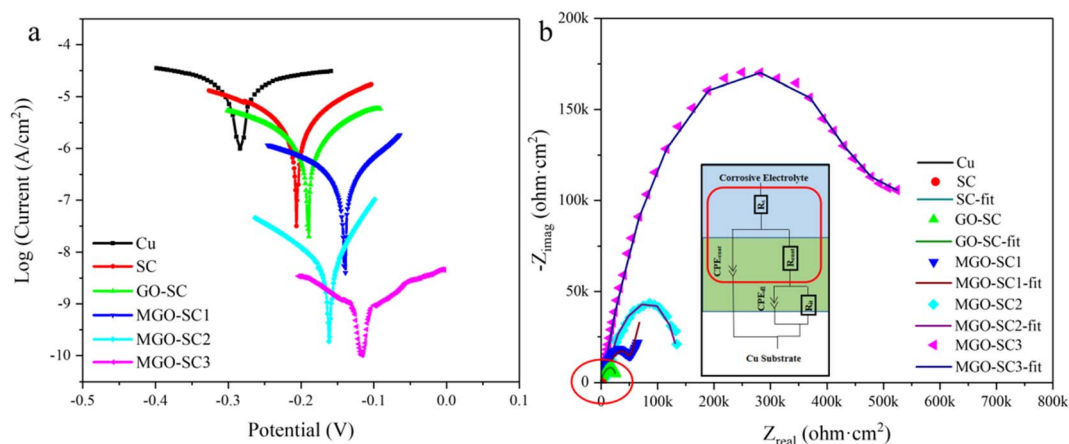 a
Log (Current (A/cm²))
-4
-5
-6
-7
-8
-9
-10
Cu
SC
GO-SC
MGO-SC1
MGO-SC2
MGO-SC3
-0.5
-0.4
-0.3
-0.2
-0.1
0.0
0.1
Potential (V)
b
-Z_imag (ohm·cm²)
200k
150k
100k
50k
0
Corrosive Electrolyte
R_s
CPE_coat
R_coat
CPE_dl
Cu Substrate
Cu
SC
SC-fit
GO-SC
GO-SC-fit
MGO-SC1
MGO-SC1-fit
MGO-SC2
MGO-SC2-fit
MGO-SC3
MGO-SC3-fit
0
100k
200k
300k
400k
500k
600k
700k
800k
Z_real (ohm·cm²)